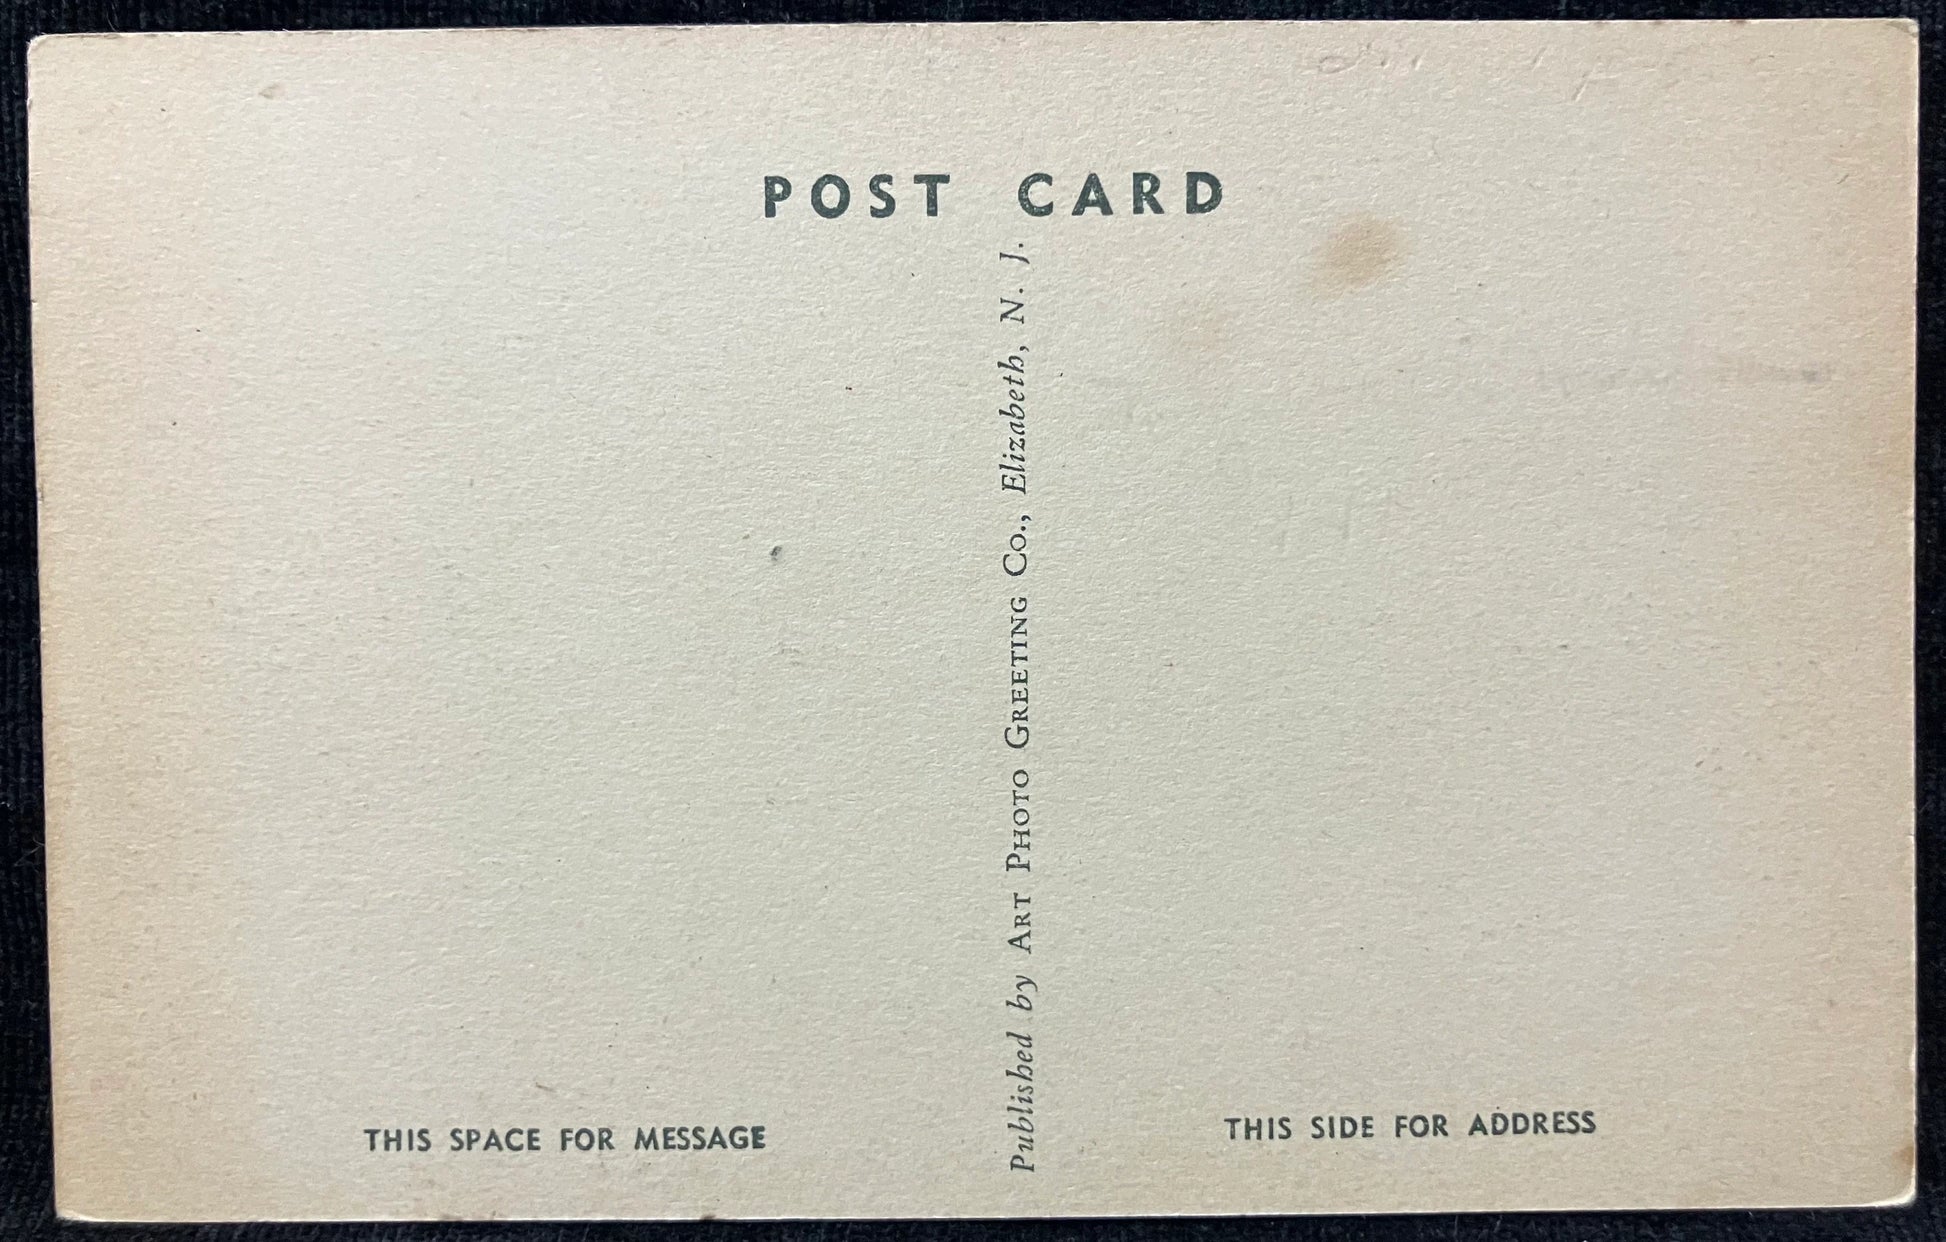 POST CARD
Published by ART PHOTO GREETING CO., Elizabeth, N. J.
THIS SPACE FOR MESSAGE
THIS SIDE FOR ADDRESS